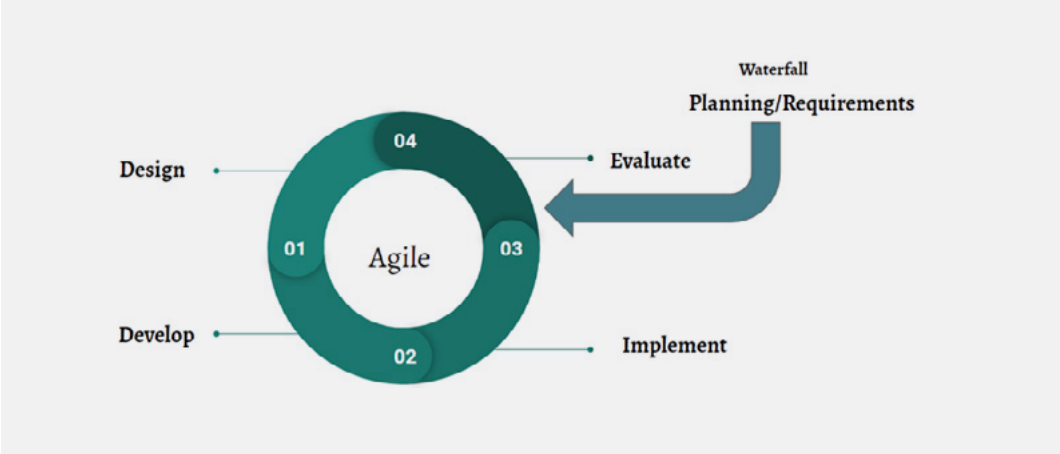 Waterfall
Planning/Requirements
04
Design
Evaluate
01
Agile
03
Develop
02
Implement